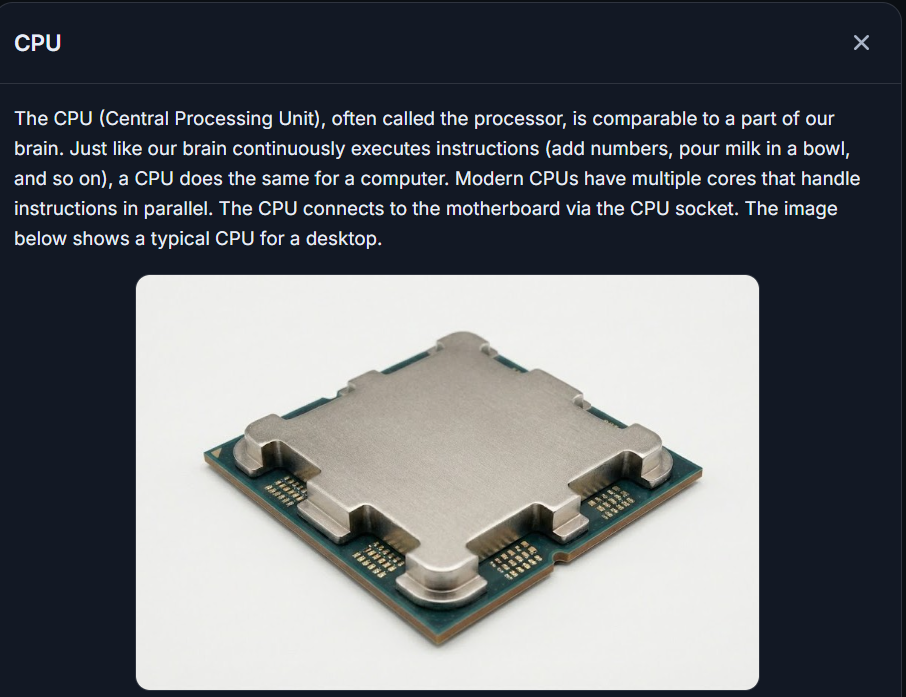 CPU
The CPU (Central Processing Unit), often called the processor, is comparable to a part of our
brain. Just like our brain continuously executes instructions (add numbers, pour milk in a bowl,
and so on), a CPU does the same for a computer. Modern CPUs have multiple cores that handle
instructions in parallel. The CPU connects to the motherboard via the CPU socket. The image
below shows a typical CPU for a desktop.